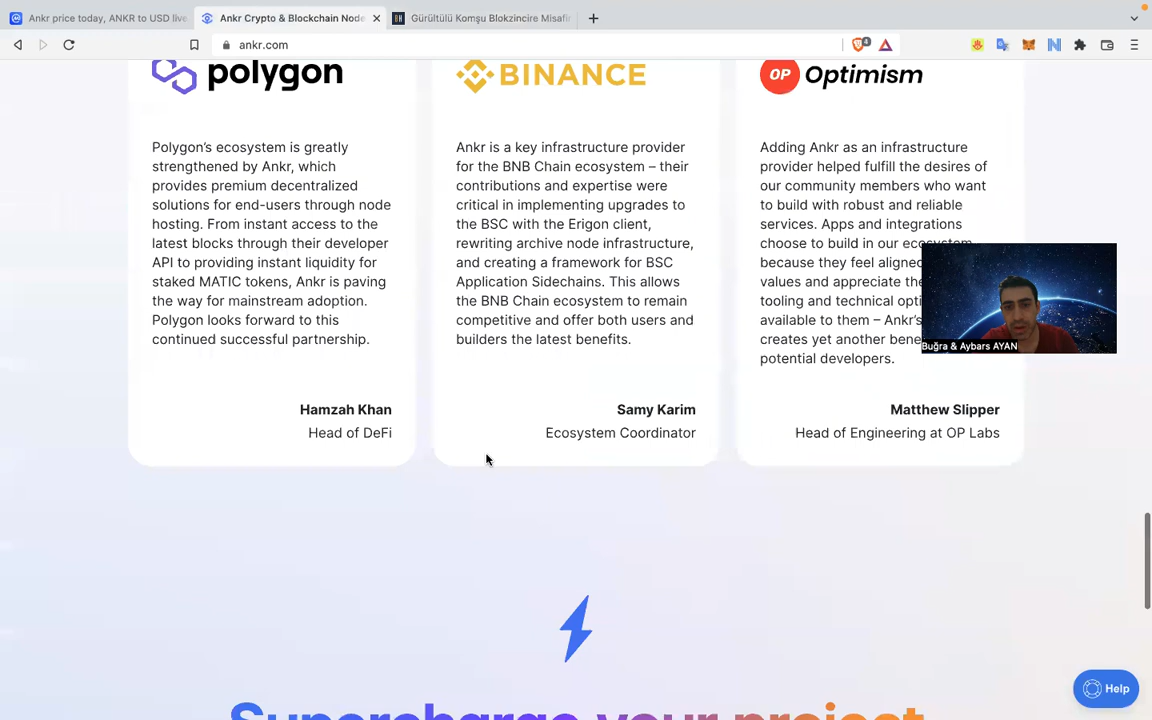 Ankr price today, ANKR to USD live
Ankr Crypto & Blockchain Node
Gürültülü Komşu Blokzincire Misafir
ankr.com
4
polygon
BINANCE
OP Optimism
Polygon’s ecosystem is greatly
strengthened by Ankr, which
provides premium decentralized
solutions for end-users through node
hosting. From instant access to the
latest blocks through their developer
API to providing instant liquidity for
staked MATIC tokens, Ankr is paving
the way for mainstream adoption.
Polygon looks forward to this
continued successful partnership.
Hamzah Khan
Head of DeFi
Ankr is a key infrastructure provider
for the BNB Chain ecosystem – their
contributions and expertise were
critical in implementing upgrades to
the BSC with the Erigon client,
rewriting archive node infrastructure,
and creating a framework for BSC
Application Sidechains. This allows
the BNB Chain ecosystem to remain
competitive and offer both users and
builders the latest benefits.
Samy Karim
Ecosystem Coordinator
Adding Ankr as an infrastructure
provider helped fulfill the desires of
our community members who want
to build with robust and reliable
services. Apps and integrations
choose to build in our ecosystem
because they feel aligned
values and appreciate the
tooling and technical opti
available to them – Ankr’s
creates yet another bene
potential developers.
Matthew Slipper
Head of Engineering at OP Labs
Buğra & Aybars AYAN
Supercharge your project
Help